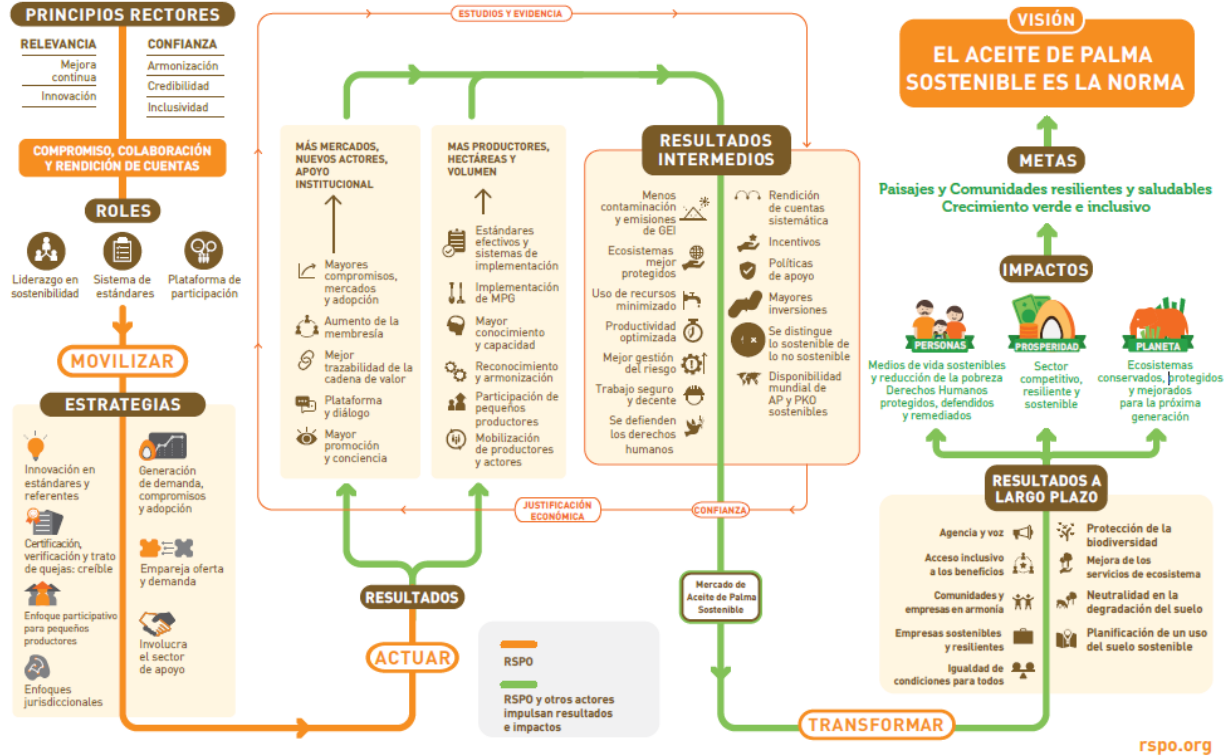 PRINCIPIOS RECTORES
RELEVANCIA
Mejora
continua
Innovación
CONFIANZA
Armonización
Credibilidad
Inclusividad
COMPROMISO, COLABORACIÓN
Y RENDICIÓN DE CUENTAS
ROLES
Liderazgo en
sostenibilidad
Sistema de
estándares
Plataforma de
participación
MOVILIZAR
ESTRATEGIAS
Innovación en
estándares y
referentes
Certificación,
verificación y trato
de quejas: creíble
Enfoque participativo
para pequeños
productores
Enfoques
jurisdiccionales
Generación
de demanda,
compromisos
y adopción
Empareja oferta
y demanda
Involucra
el sector
de apoyo
ACTUAR
RESULTADOS
ESTUDIOS Y EVIDENCIA
MÁS MERCADOS,
NUEVOS ACTORES,
APOYO
INSTITUCIONAL
Mayores
compromisos,
mercados
y adopción
Aumento de la
membresía
Mejor
trazabilidad de la
cadena de valor
Plataforma
y diálogo
Mayor
promoción
y conciencia
MAS PRODUCTORES,
HECTÁREAS Y
VOLUMEN
Estándares
efectivos y
sistemas de
implementación
Implementación
de MPG
Mayor
conocimiento
y capacidad
Reconocimiento
y armonización
Participación de
pequeños
productores
Mobilización
de productores
y actores
JUSTIFICACIÓN
ECONÓMICA
CONFIANZA
RESULTADOS
INTERMEDIOS
Menos
contaminación
y emisiones
de GEI
Ecosistemas
mejor
protegidos
Uso de recursos
minimizado
Productividad
optimizada
Mejor gestión
del riesgo
Trabajo seguro
y decente
Se defienden
los derechos
humanos
Rendición
de cuentas
sistemática
Incentivos
Políticas
de apoyo
Mayores
inversiones
Se distingue
lo sostenible de
lo no sostenible
Disponibilidad
mundial de
AP y PKO
sostenibles
Mercado de
Aceite de Palma
Sostenible
RSPO
RSPO y otros actores
impulsan resultados
e impactos
TRANSFORMAR
RESULTADOS A
LARGO PLAZO
Agencia y voz
Acceso inclusivo
a los beneficios
Comunidades y
empresas en armonía
Empresas sostenibles
y resilientes
Igualdad de
condiciones para todos
Protección de la
biodiversidad
Mejora de los
servicios de ecosistema
Neutralidad en la
degradación del suelo
Planificación de un uso
del suelo sostenible
IMPACTOS
PERSONAS
Medios de vida sostenibles
y reducción de la pobreza
Derechos Humanos
protegidos, defendidos
y remediados
PROSPERIDAD
Sector
competitivo,
resiliente y
sostenible
PLANETA
Ecosistemas
conservados, protegidos
y mejorados
para la próxima
generación
METAS
Paisajes y Comunidades resilientes y saludables
Crecimiento verde e inclusivo
VISIÓN
EL ACEITE DE PALMA
SOSTENIBLE ES LA NORMA
rspo.org